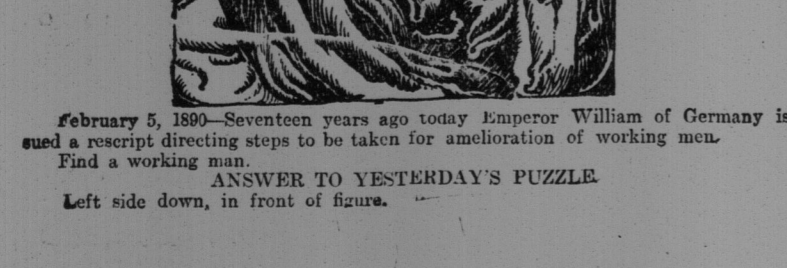 February 5, 1890—Seventeen years ago today Emperor William of Germany is
sued a rescript directing steps to be taken for amelioration of working men.
Find a working man.
ANSWER TO YESTERDAY'S PUZZLE.
Left side down, in front of figure.